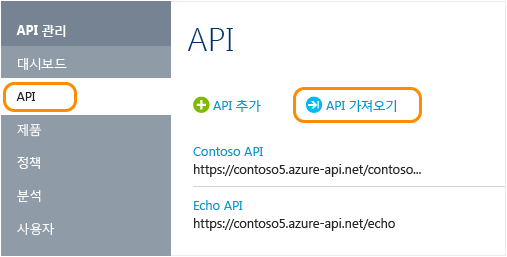 API 관리
대시보드
API
제품
정책
분석
사용자
API
API 추가
API 가져오기
Contoso API
https://contoso5.azure-api.net/contoso...
Echo API
https://contoso5.azure-api.net/echo